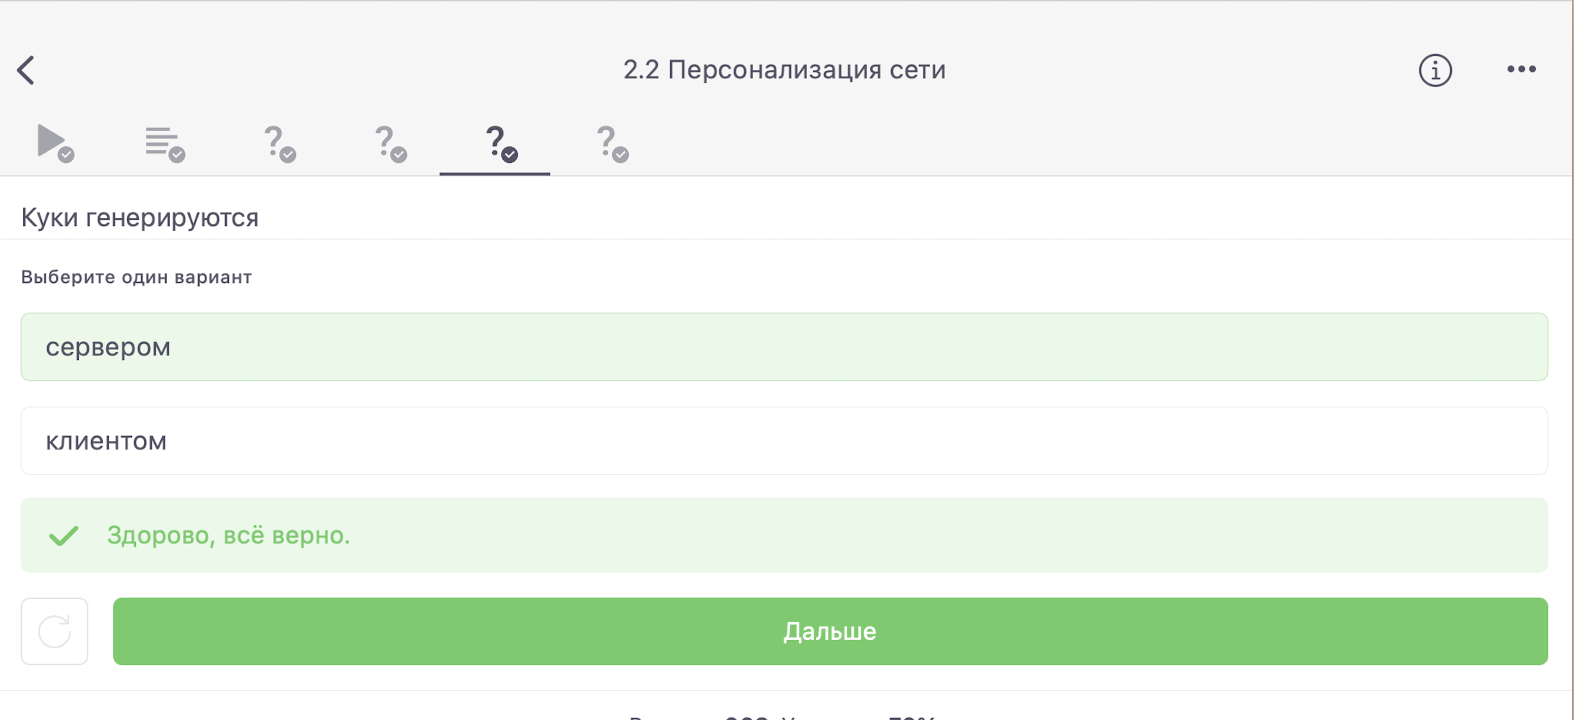 2.2 Персонализация сети
Куки генерируются
Выберите один вариант
сервером
клиентом
Здорово, всё верно.
Дальше